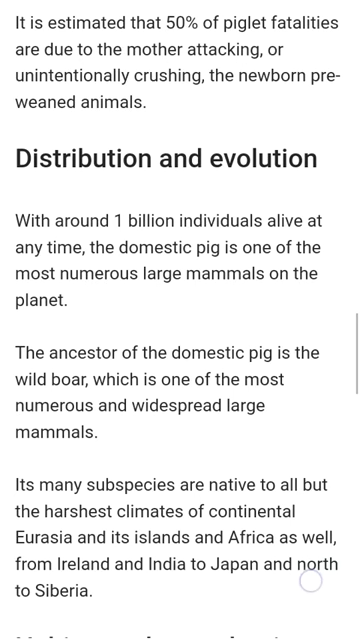 It is estimated that 50% of piglet fatalities
are due to the mother attacking, or
unintentionally crushing, the newborn pre-
weaned animals.
Distribution and evolution
With around 1 billion individuals alive at
any time, the domestic pig is one of the
most numerous large mammals on the
planet.
The ancestor of the domestic pig is the
wild boar, which is one of the most
numerous and widespread large
mammals.
Its many subspecies are native to all but
the harshest climates of continental
Eurasia and its islands and Africa as well,
from Ireland and India to Japan and north
to Siberia.